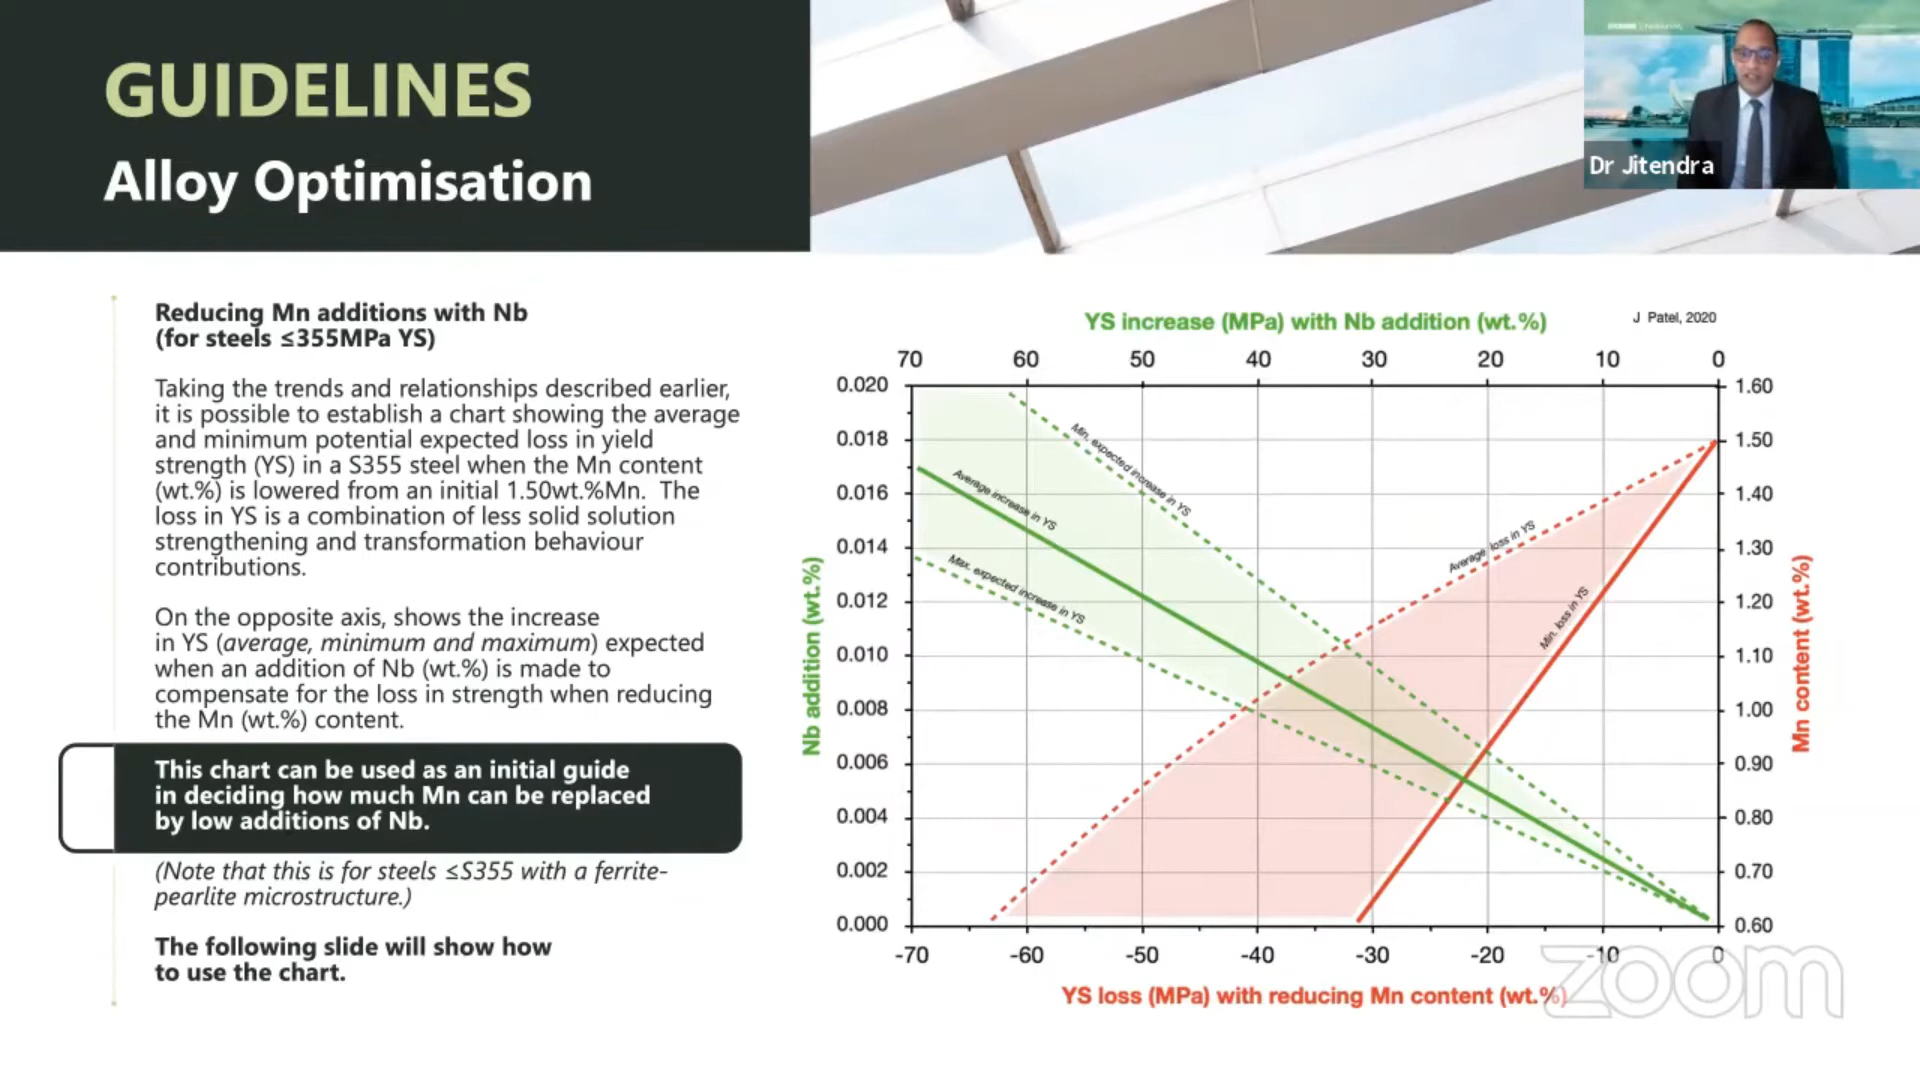 GUIDELINES
Alloy Optimisation
Dr Jitendra
Reducing Mn additions with Nb
(for steels ≤355MPa YS)
Taking the trends and relationships described earlier,
it is possible to establish a chart showing the average
and minimum potential expected loss in yield
strength (YS) in a S355 steel when the Mn content
(wt.%) is lowered from an initial 1.50wt.%Mn. The
loss in YS is a combination of less solid solution
strengthening and transformation behaviour
contributions.
On the opposite axis, shows the increase
in YS (average, minimum and maximum) expected
when an addition of Nb (wt.%) is made to
compensate for the loss in strength when reducing
the Mn (wt.%) content.
This chart can be used as an initial guide
in deciding how much Mn can be replaced
by low additions of Nb.
(Note that this is for steels ≤S355 with a ferrite-
pearlite microstructure.)
The following slide will show how
to use the chart.
YS increase (MPa) with Nb addition (wt.%)
J Patel, 2020
70 60 50 40 30 20 10 0
0.020
0.018
0.016
0.014
0.012
0.010
0.008
0.006
0.004
0.002
0.000
Nb addition (wt.%)
Min. expected increase in YS
Average increase in YS
Max. expected increase in YS
Average loss in YS
Min. loss in YS
1.60
1.50
1.40
1.30
1.20
1.10
1.00
0.90
0.80
0.70
0.60
Mn content (wt.%)
-70 -60 -50 -40 -30 -20 -10 0
YS loss (MPa) with reducing Mn content (wt.%)
zoom